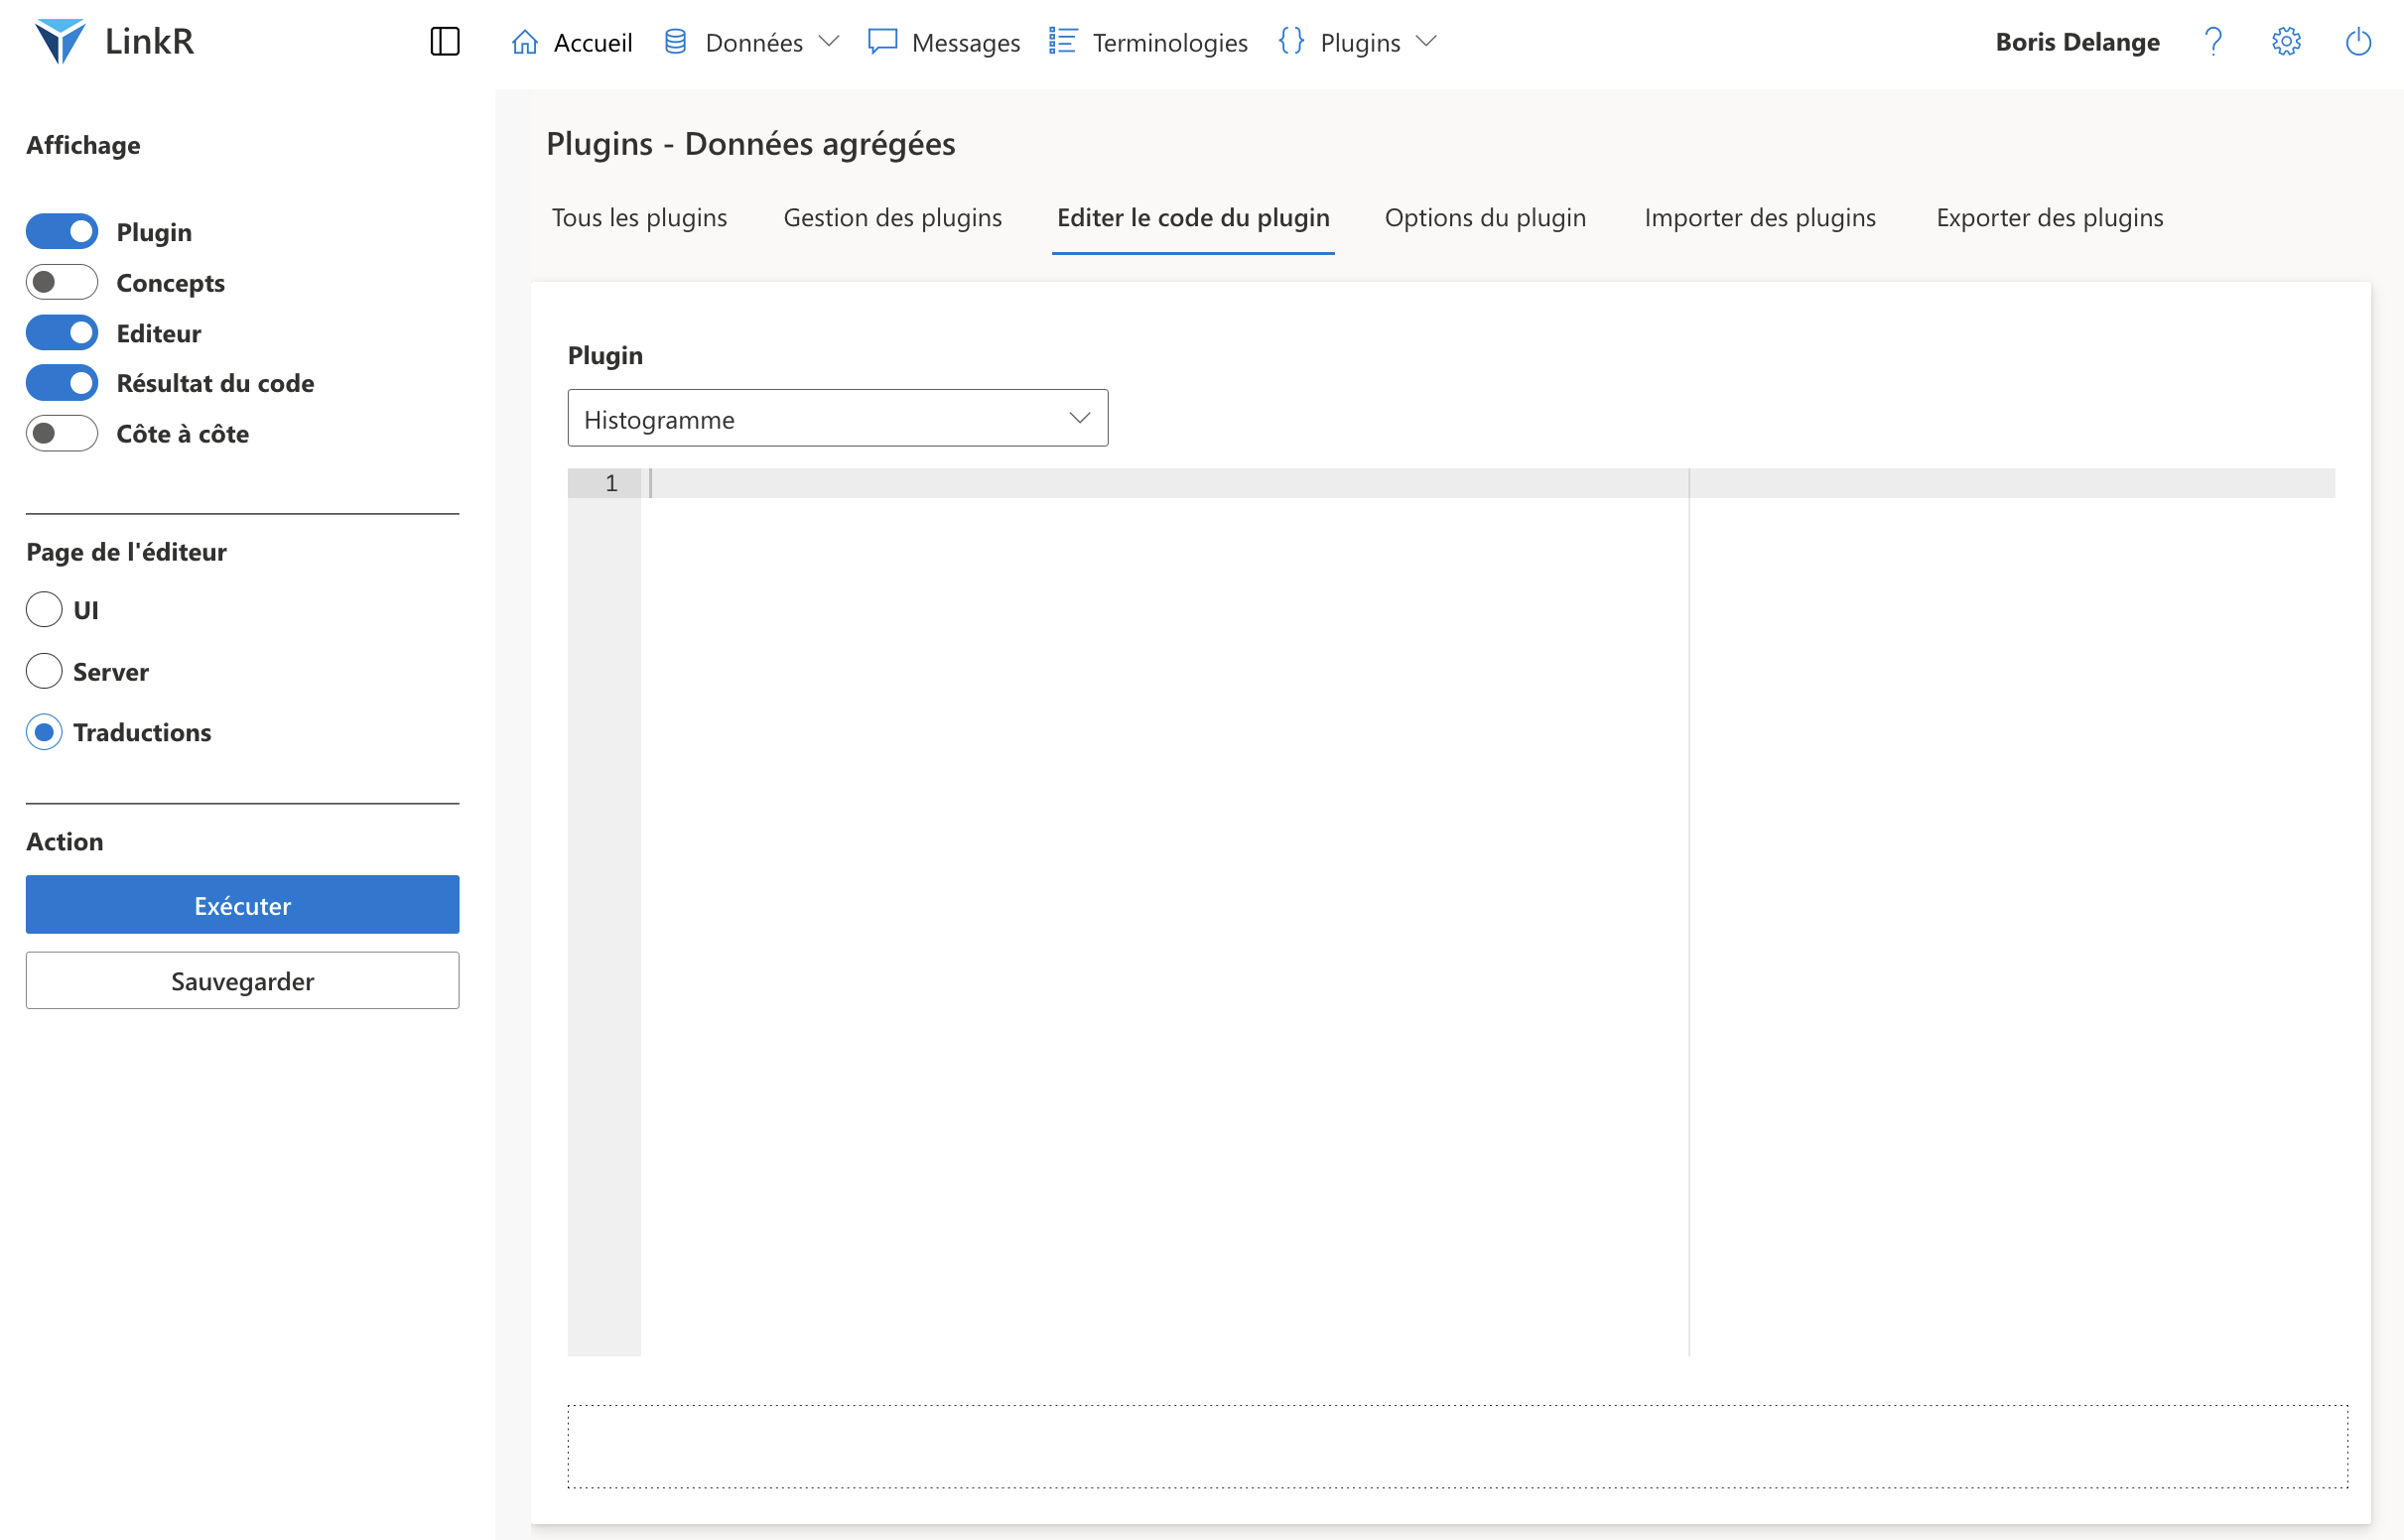 LinkR
Accueil Données Messages Terminologies Plugins Boris Delange
Affichage
Plugin
Concepts
Editeur
Résultat du code
Côte à côte
Page de l'éditeur
UI
Server
Traductions
Action
Exécuter
Sauvegarder
Plugins - Données agrégées
Tous les plugins Gestion des plugins Editer le code du plugin Options du plugin Importer des plugins Exporter des plugins
Plugin
Histogramme
1